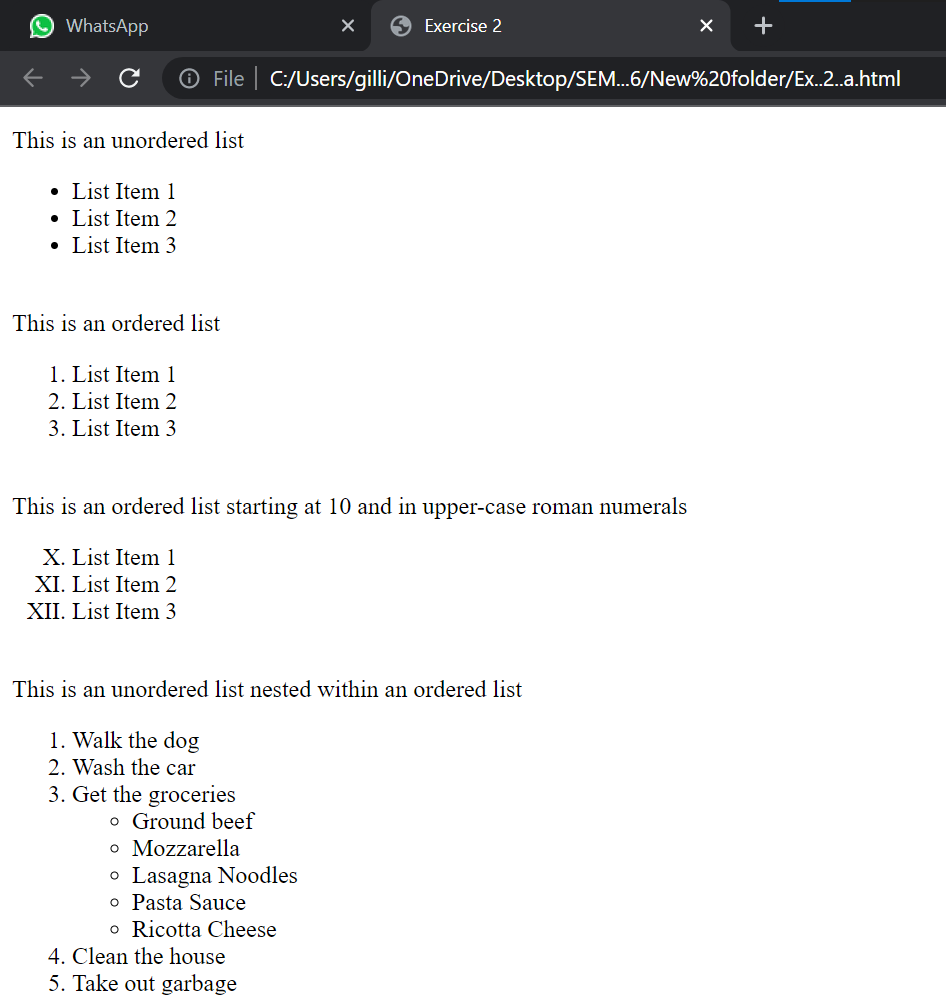 WhatsApp
Exercise 2
File
C:/Users/gilli/OneDrive/Desktop/SEM...6/New%20folder/Ex..2..a.html
This is an unordered list
• List Item 1
• List Item 2
• List Item 3
This is an ordered list
1. List Item 1
2. List Item 2
3. List Item 3
This is an ordered list starting at 10 and in upper-case roman numerals
X. List Item 1
XI. List Item 2
XII. List Item 3
This is an unordered list nested within an ordered list
1. Walk the dog
2. Wash the car
3. Get the groceries
◦ Ground beef
◦ Mozzarella
◦ Lasagna Noodles
◦ Pasta Sauce
◦ Ricotta Cheese
4. Clean the house
5. Take out garbage